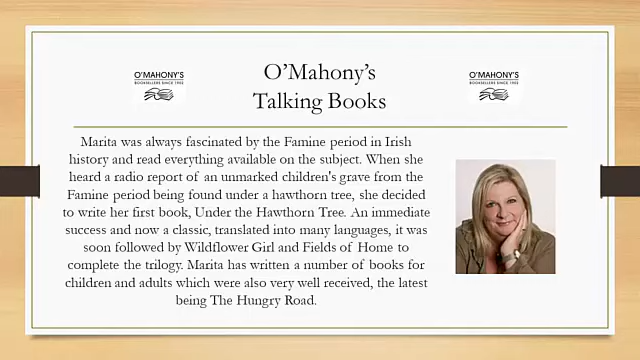 O'MAHONY'S
BOOKSELLERS SINCE 1902
O'MAHONY'S
BOOKSELLERS SINCE 1902
O'Mahony's
Talking Books
Marita was always fascinated by the Famine period in Irish
history and read everything available on the subject. When she
heard a radio report of an unmarked children's grave from the
Famine period being found under a hawthorn tree, she decided
to write her first book, Under the Hawthorn Tree. An immediate
success and now a classic, translated into many languages, it was
soon followed by Wildflower Girl and Fields of Home to
complete the trilogy. Marita has written a number of books for
children and adults which were also very well received, the latest
being The Hungry Road.